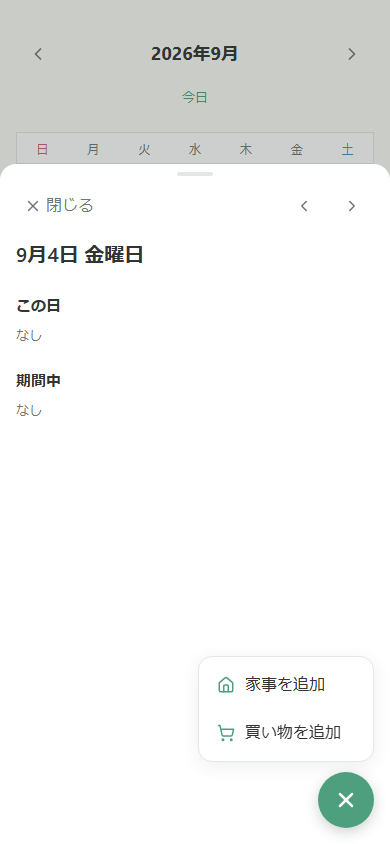 2026年9月
今日
日 月 火 水 木 金 土
閉じる
9月4日 金曜日
この日
なし
期間中
なし
家事を追加
買い物を追加